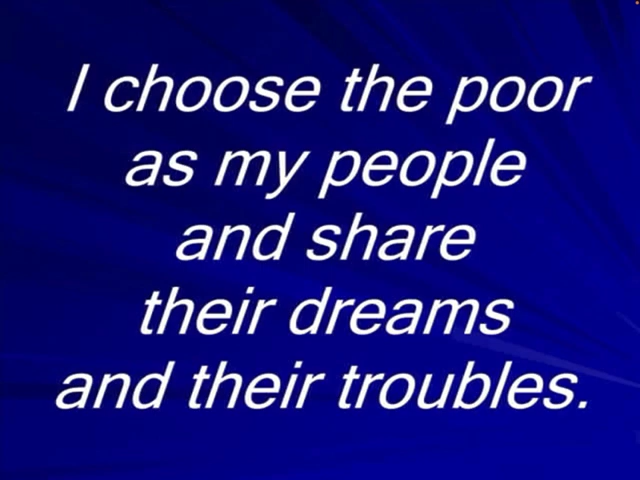 I choose the poor
as my people
and share
their dreams
and their troubles.